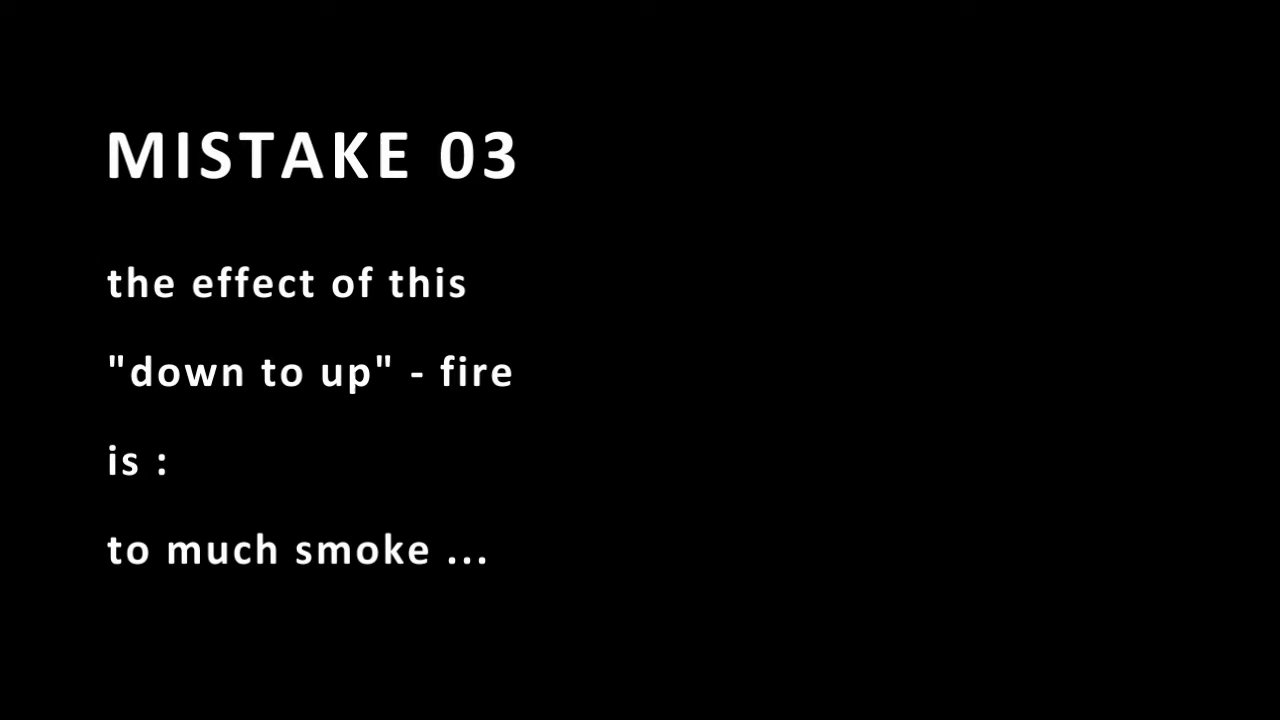 MISTAKE 03
the effect of this
"down to up" - fire
is :
to much smoke ...